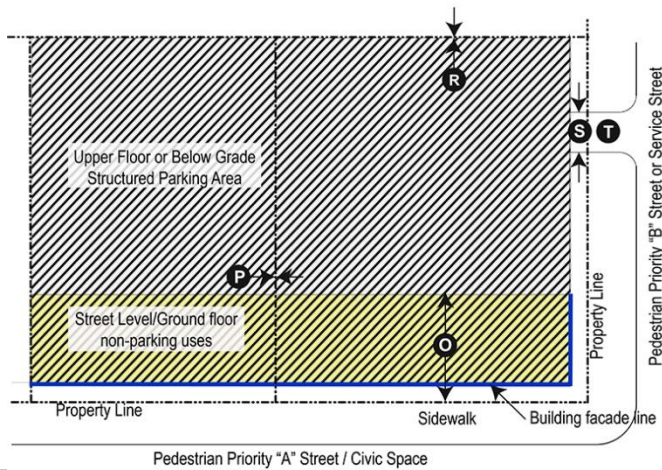 R
S T
Upper Floor or Below Grade
Structured Parking Area
Pedestrian Priority "B" Street or Service Street
P
Property Line
Street Level/Ground floor
non-parking uses
O
Property Line
Sidewalk
Building facade line
Pedestrian Priority "A" Street / Civic Space